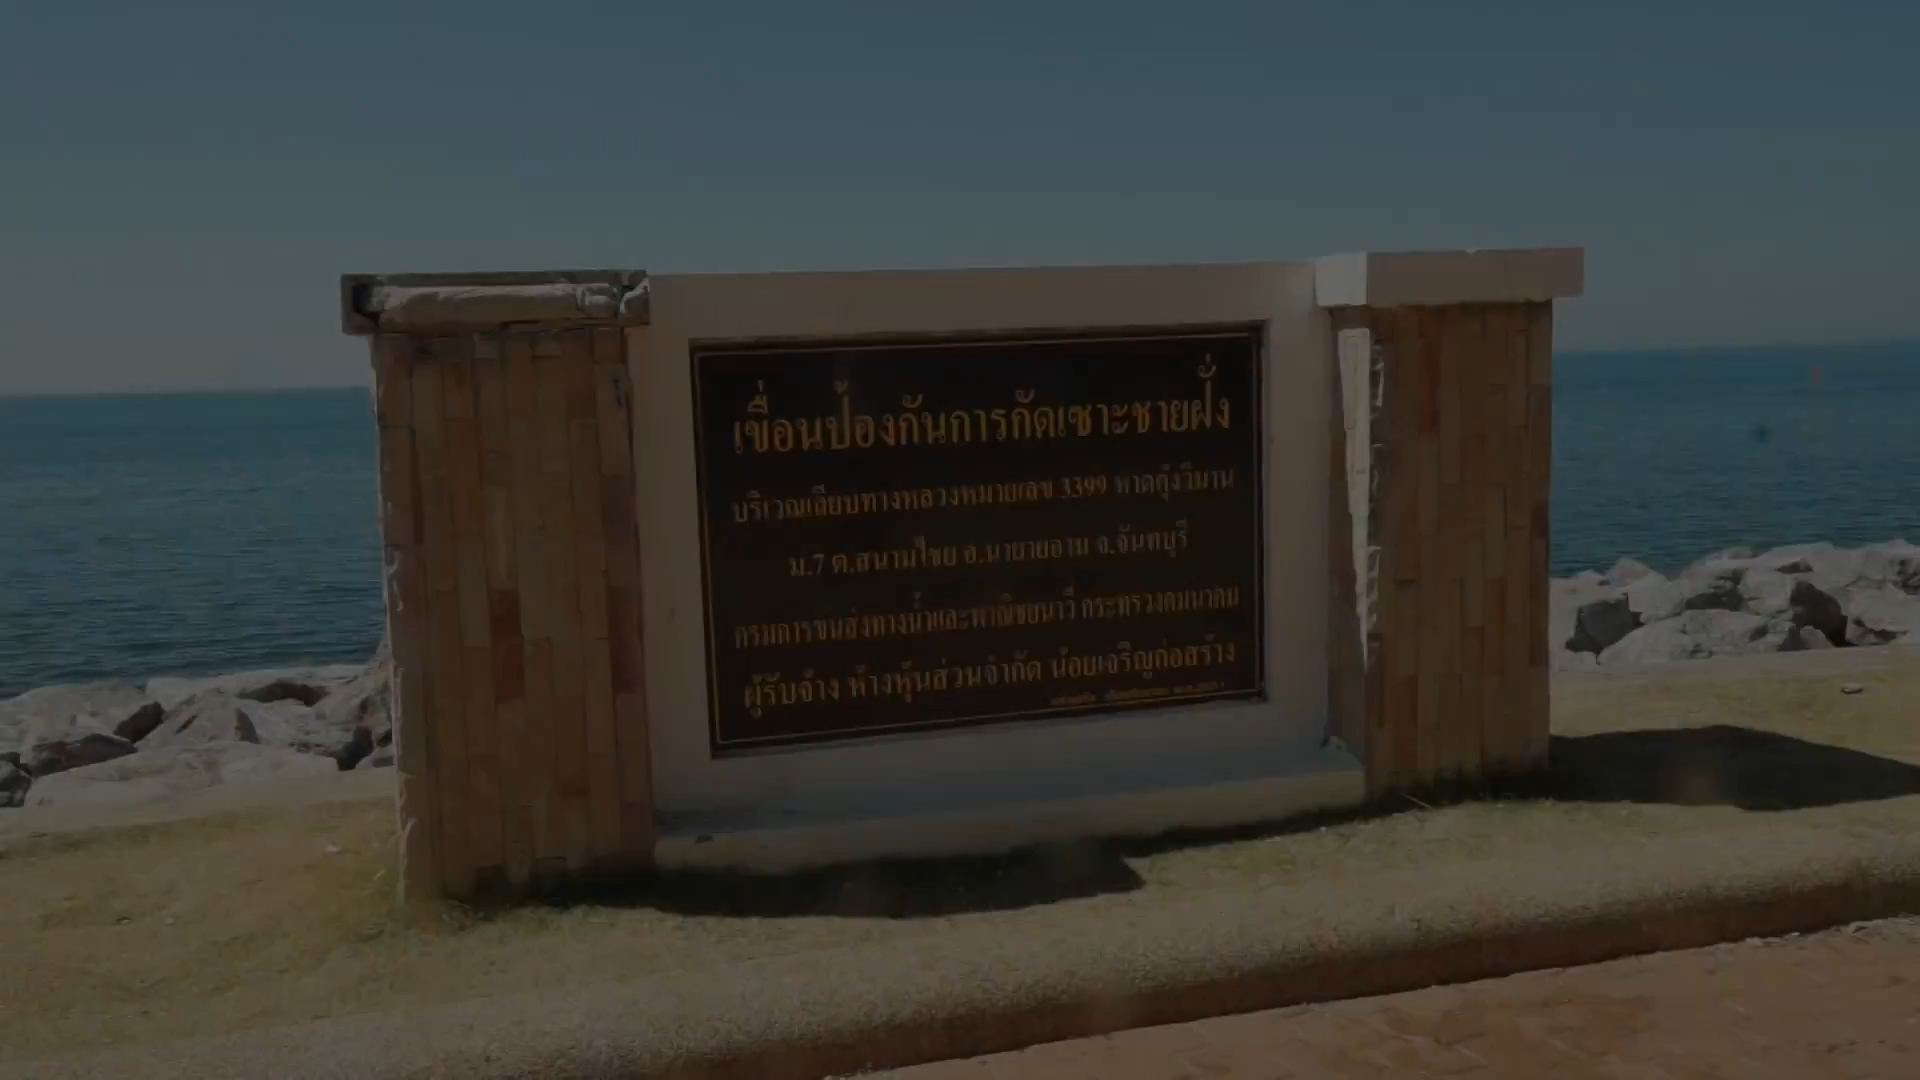 เขื่อนป้องกันการกัดเซาะชายฝั่ง
บริเวณเลียบทางหลวงหมายเลข 3399 หาดคุ้งวิมาน
ม.7 ต.สนามไชย อ.นายายอาม จ.จันทบุรี
กรมการขนส่งทางน้ำและพาณิชยนาวี กระทรวงคมนาคม
ผู้รับจ้าง ห้างหุ้นส่วนจำกัด น้อยเจริญก่อสร้าง